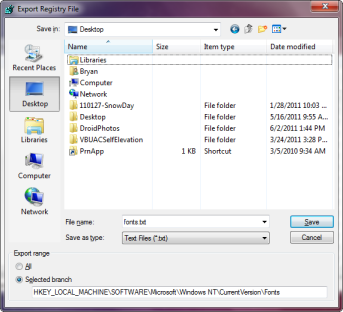 Export Registry File
Save in: Desktop
Name Size Item type Date modified
Libraries
Bryan
Computer
Network
110127-SnowDay File folder 1/28/2011 10:03 ...
Desktop File folder 5/16/2011 9:55 A...
DroidPhotos File folder 6/2/2011 1:44 PM
VBUACSelfElevation File folder 3/24/2011 3:28 P...
PrnApp 1 KB Shortcut 3/5/2010 9:34 AM
Recent Places
Desktop
Libraries
Computer
Network
File name: fonts.txt Save
Save as type: Text Files (*.txt) Cancel
Export range
All
Selected branch
HKEY_LOCAL_MACHINE\SOFTWARE\Microsoft\Windows NT\CurrentVersion\Fonts